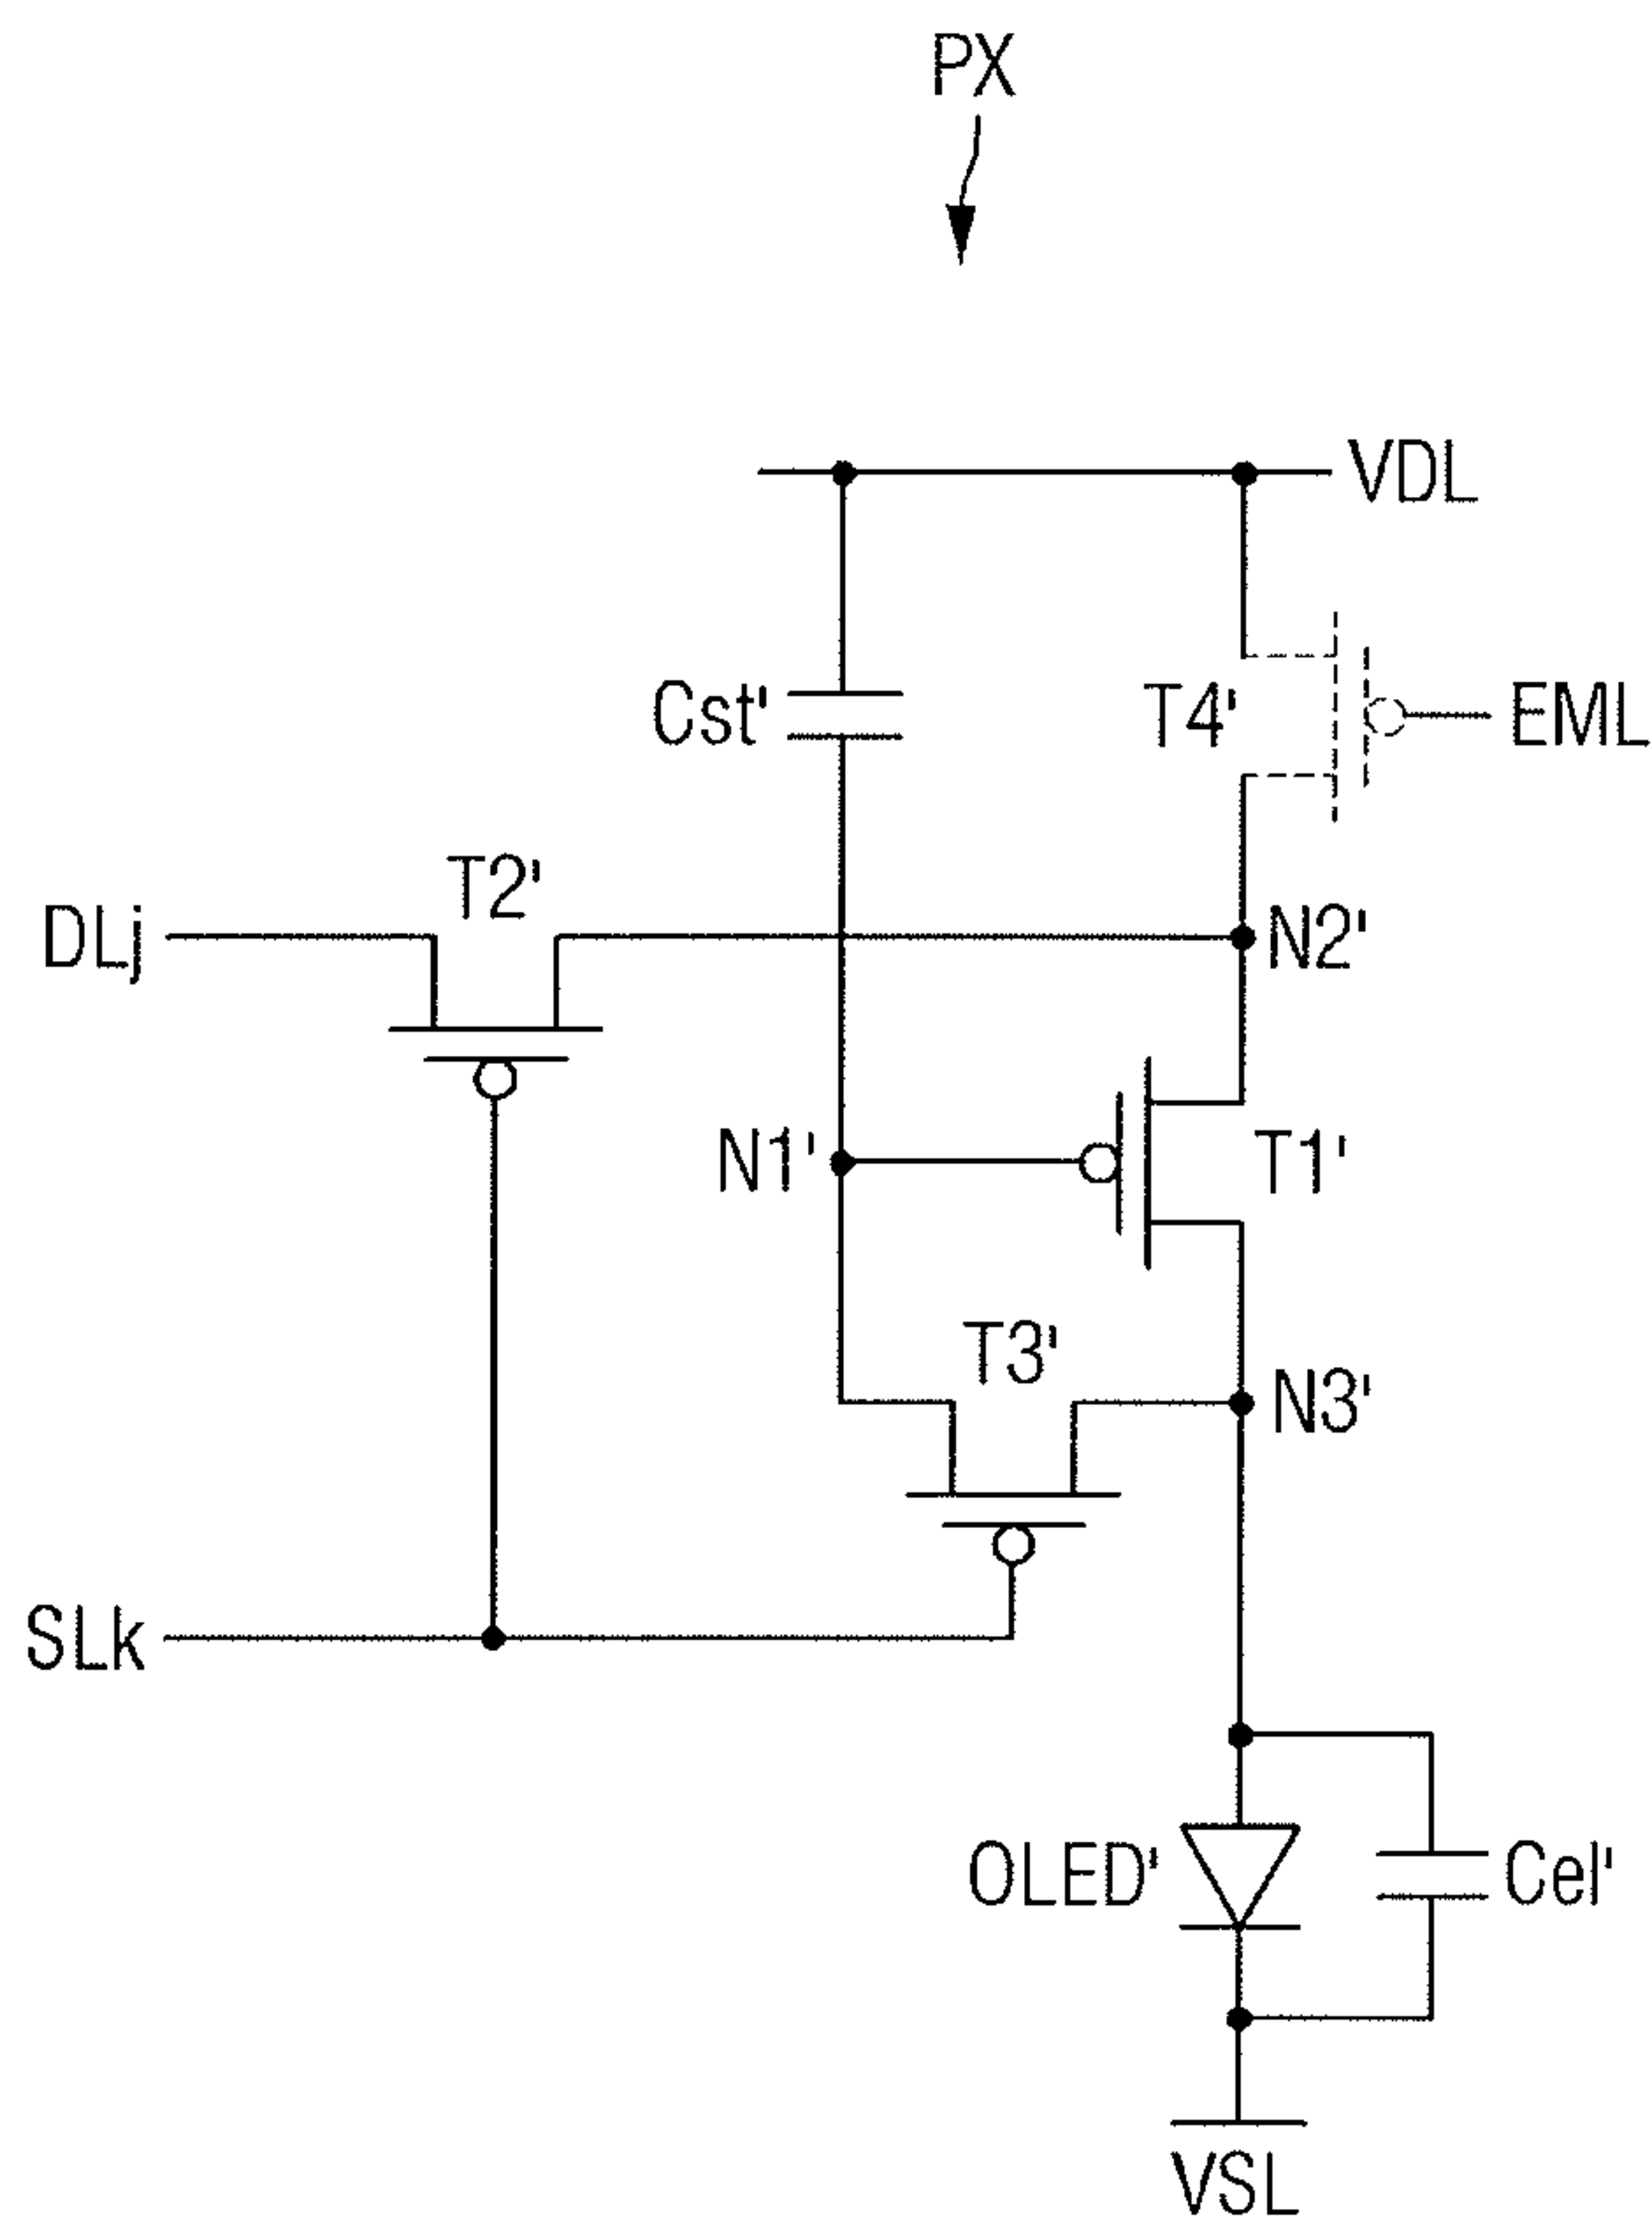 PX
VDL
Cst'
T4'
EML
T2'
DLj
N2'
N1'
T1'
T3'
N3'
SLk
OLED'
Cel'
VSL